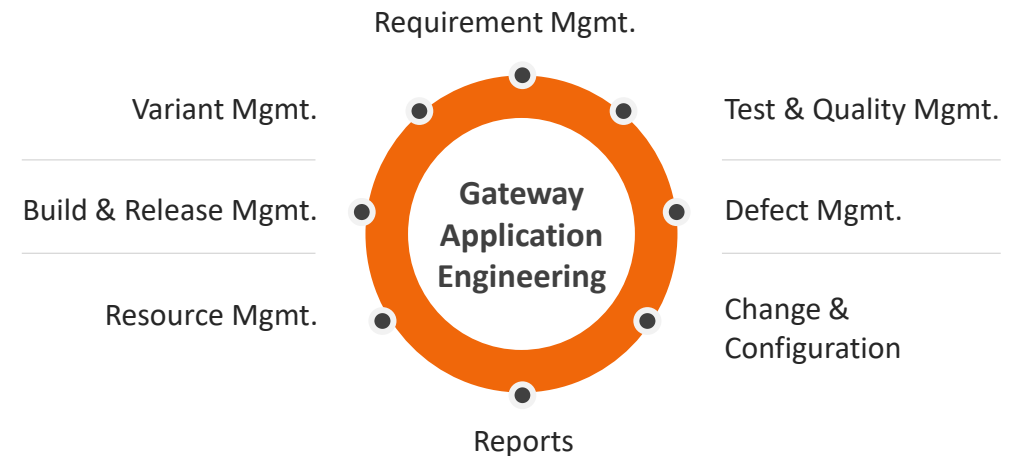 Requirement Mgmt.
Variant Mgmt.
Test & Quality Mgmt.
Build & Release Mgmt.
Gateway
Application
Engineering
Defect Mgmt.
Resource Mgmt.
Change &
Configuration
Reports